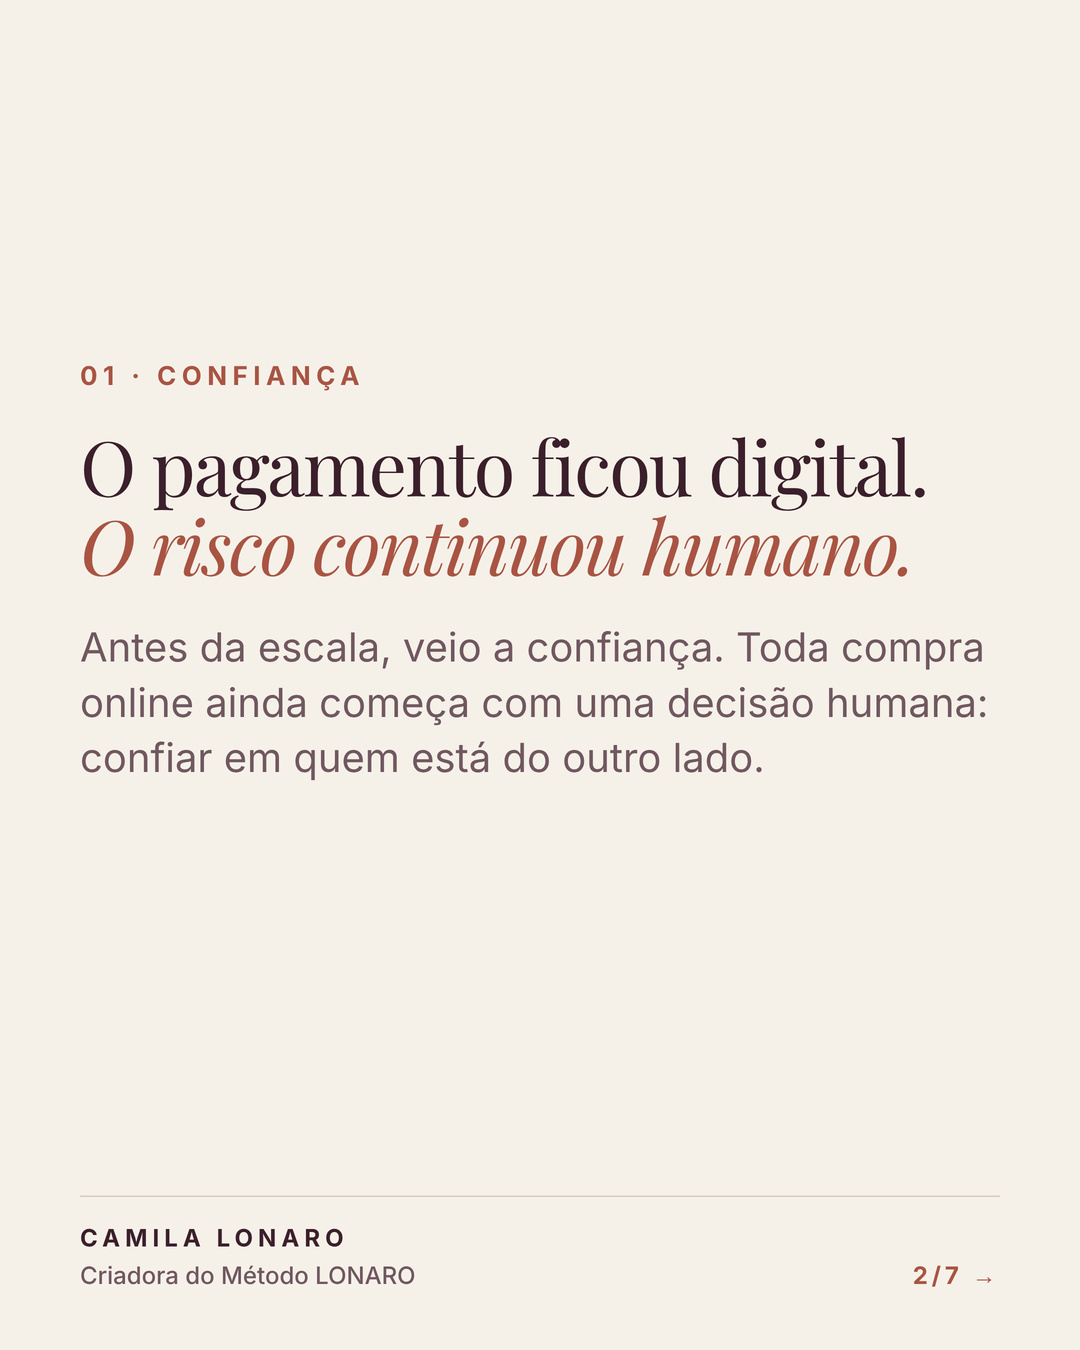 01 · CONFIANÇA
O pagamento ficou digital.
O risco continuou humano.
Antes da escala, veio a confiança. Toda compra
online ainda começa com uma decisão humana:
confiar em quem está do outro lado.
CAMILA LONARO
Criadora do Método LONARO
2/7 →